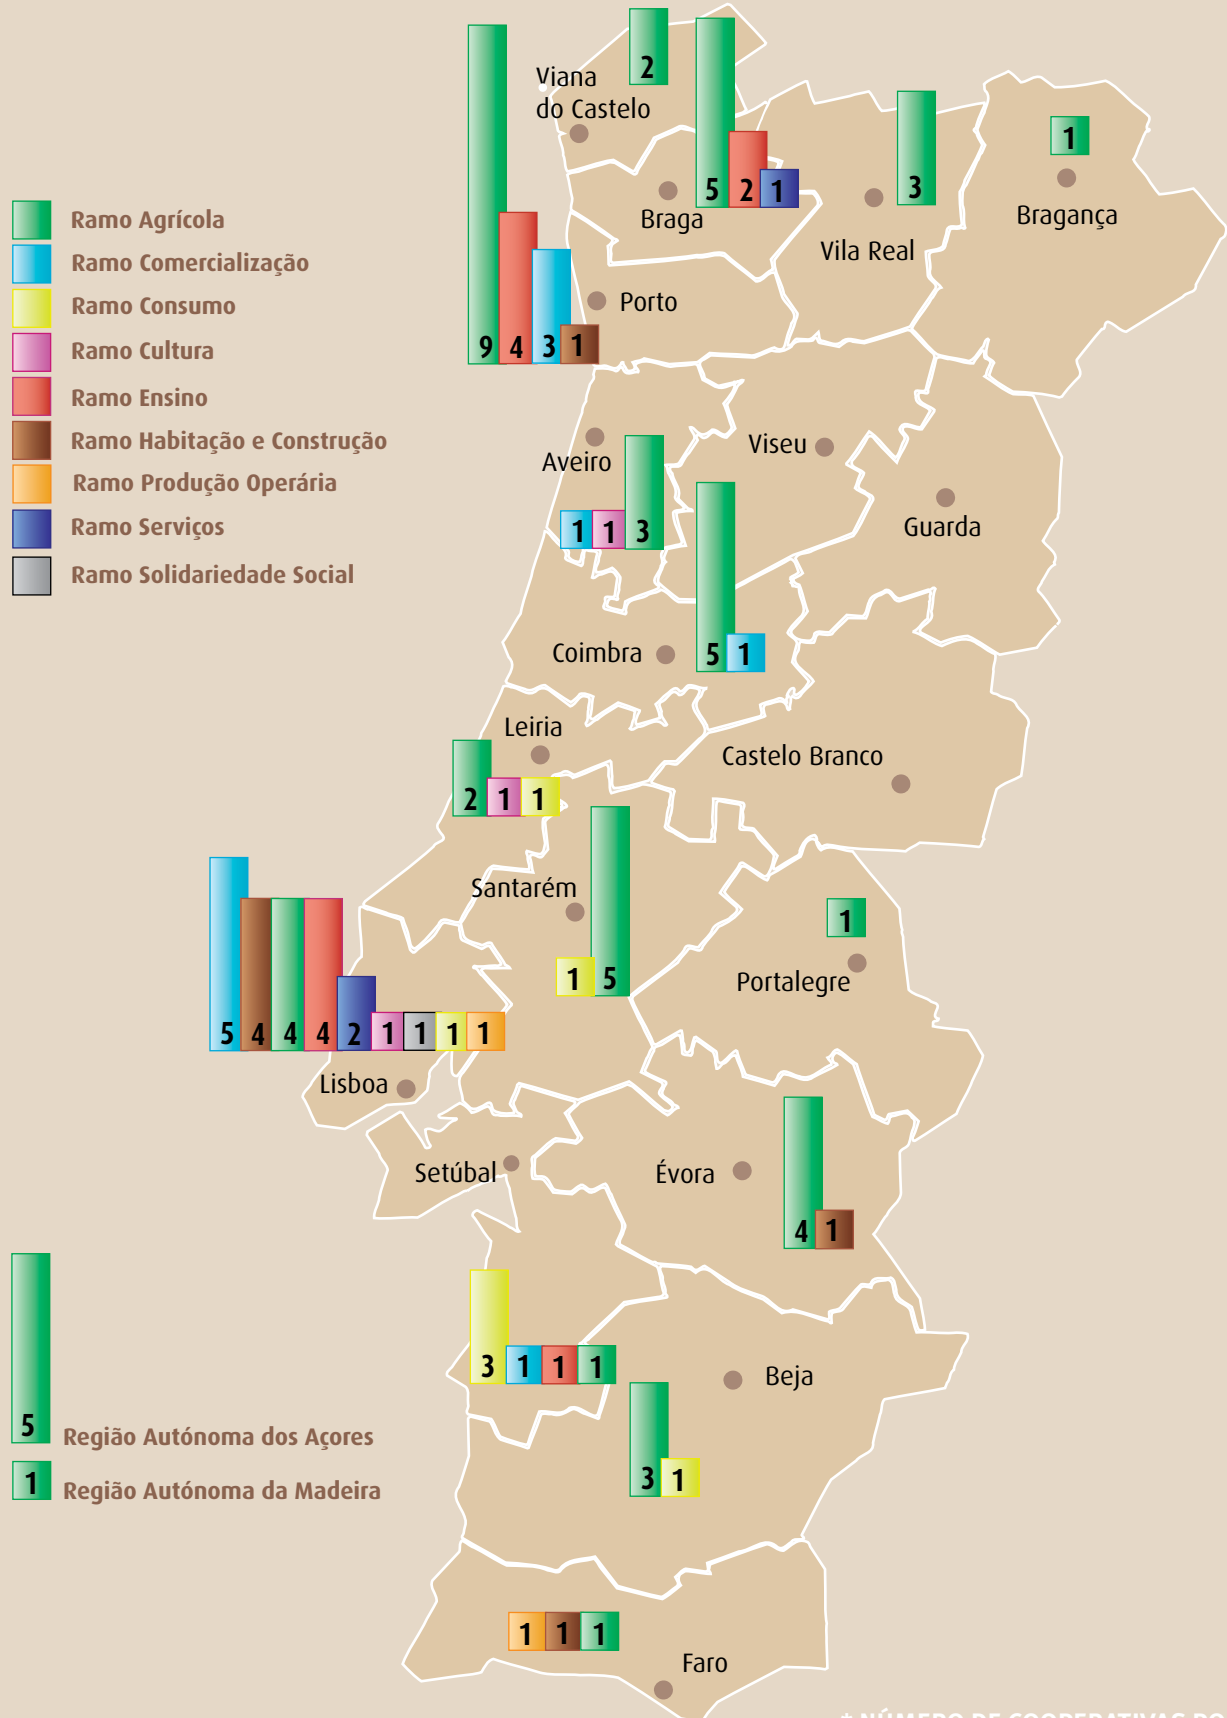 2
Viana
do Castelo
5
2
1
3
1
Braga
Vila Real
Bragança
9
4
3
1
Porto
Ramo Agrícola
Ramo Comercialização
Ramo Consumo
Ramo Cultura
Ramo Ensino
Ramo Habitação e Construção
Ramo Produção Operária
Ramo Serviços
Ramo Solidariedade Social
Aveiro
1
1
3
Viseu
Guarda
Coimbra
5
1
Leiria
2
1
1
Castelo Branco
Santarém
1
5
1
Portalegre
5
4
4
4
2
1
1
1
1
Lisboa
Setúbal
Évora
4
1
3
1
1
1
Beja
3
1
5
Região Autónoma dos Açores
1
Região Autónoma da Madeira
1
1
1
Faro